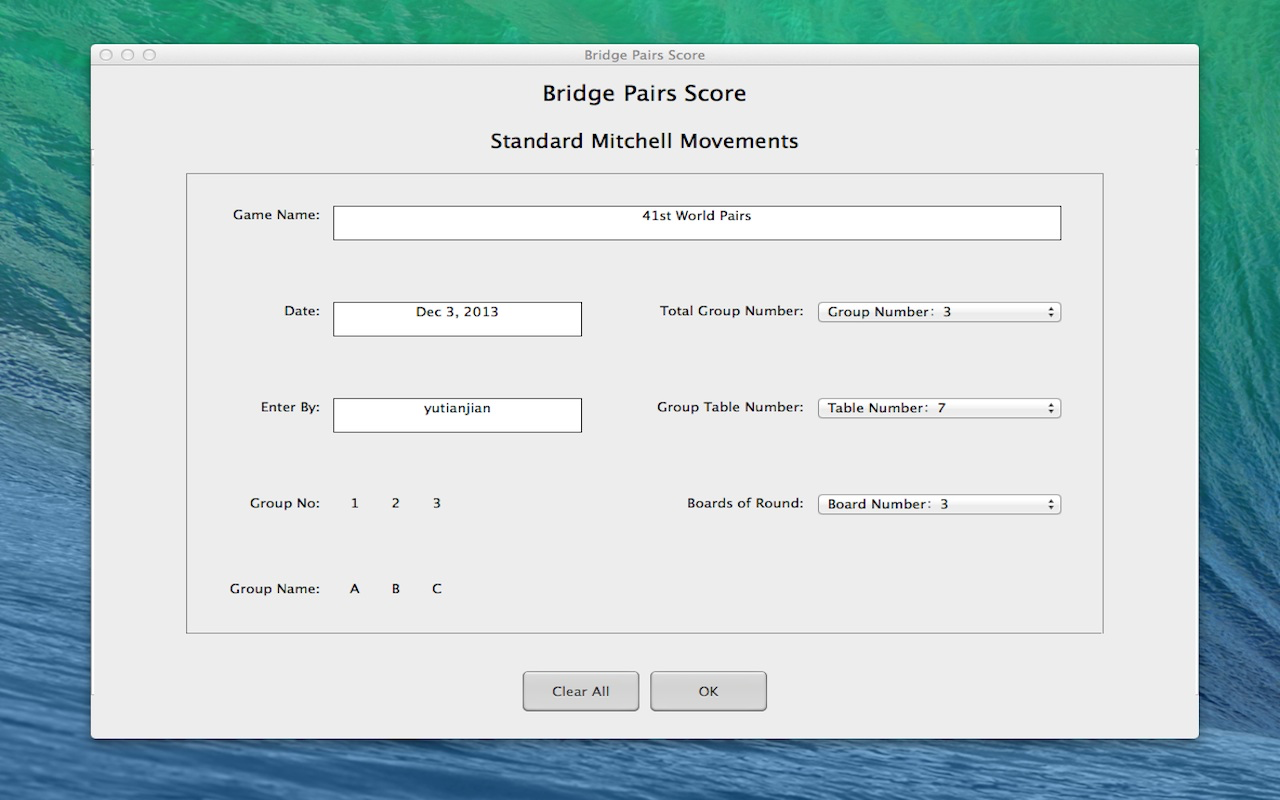 Bridge Pairs Score
Bridge Pairs Score
Standard Mitchell Movements
Game Name: 41st World Pairs
Date: Dec 3, 2013 Total Group Number: Group Number: 3
Enter By: yutianjian Group Table Number: Table Number: 7
Group No: 1 2 3 Boards of Round: Board Number: 3
Group Name: A B C
Clear All OK